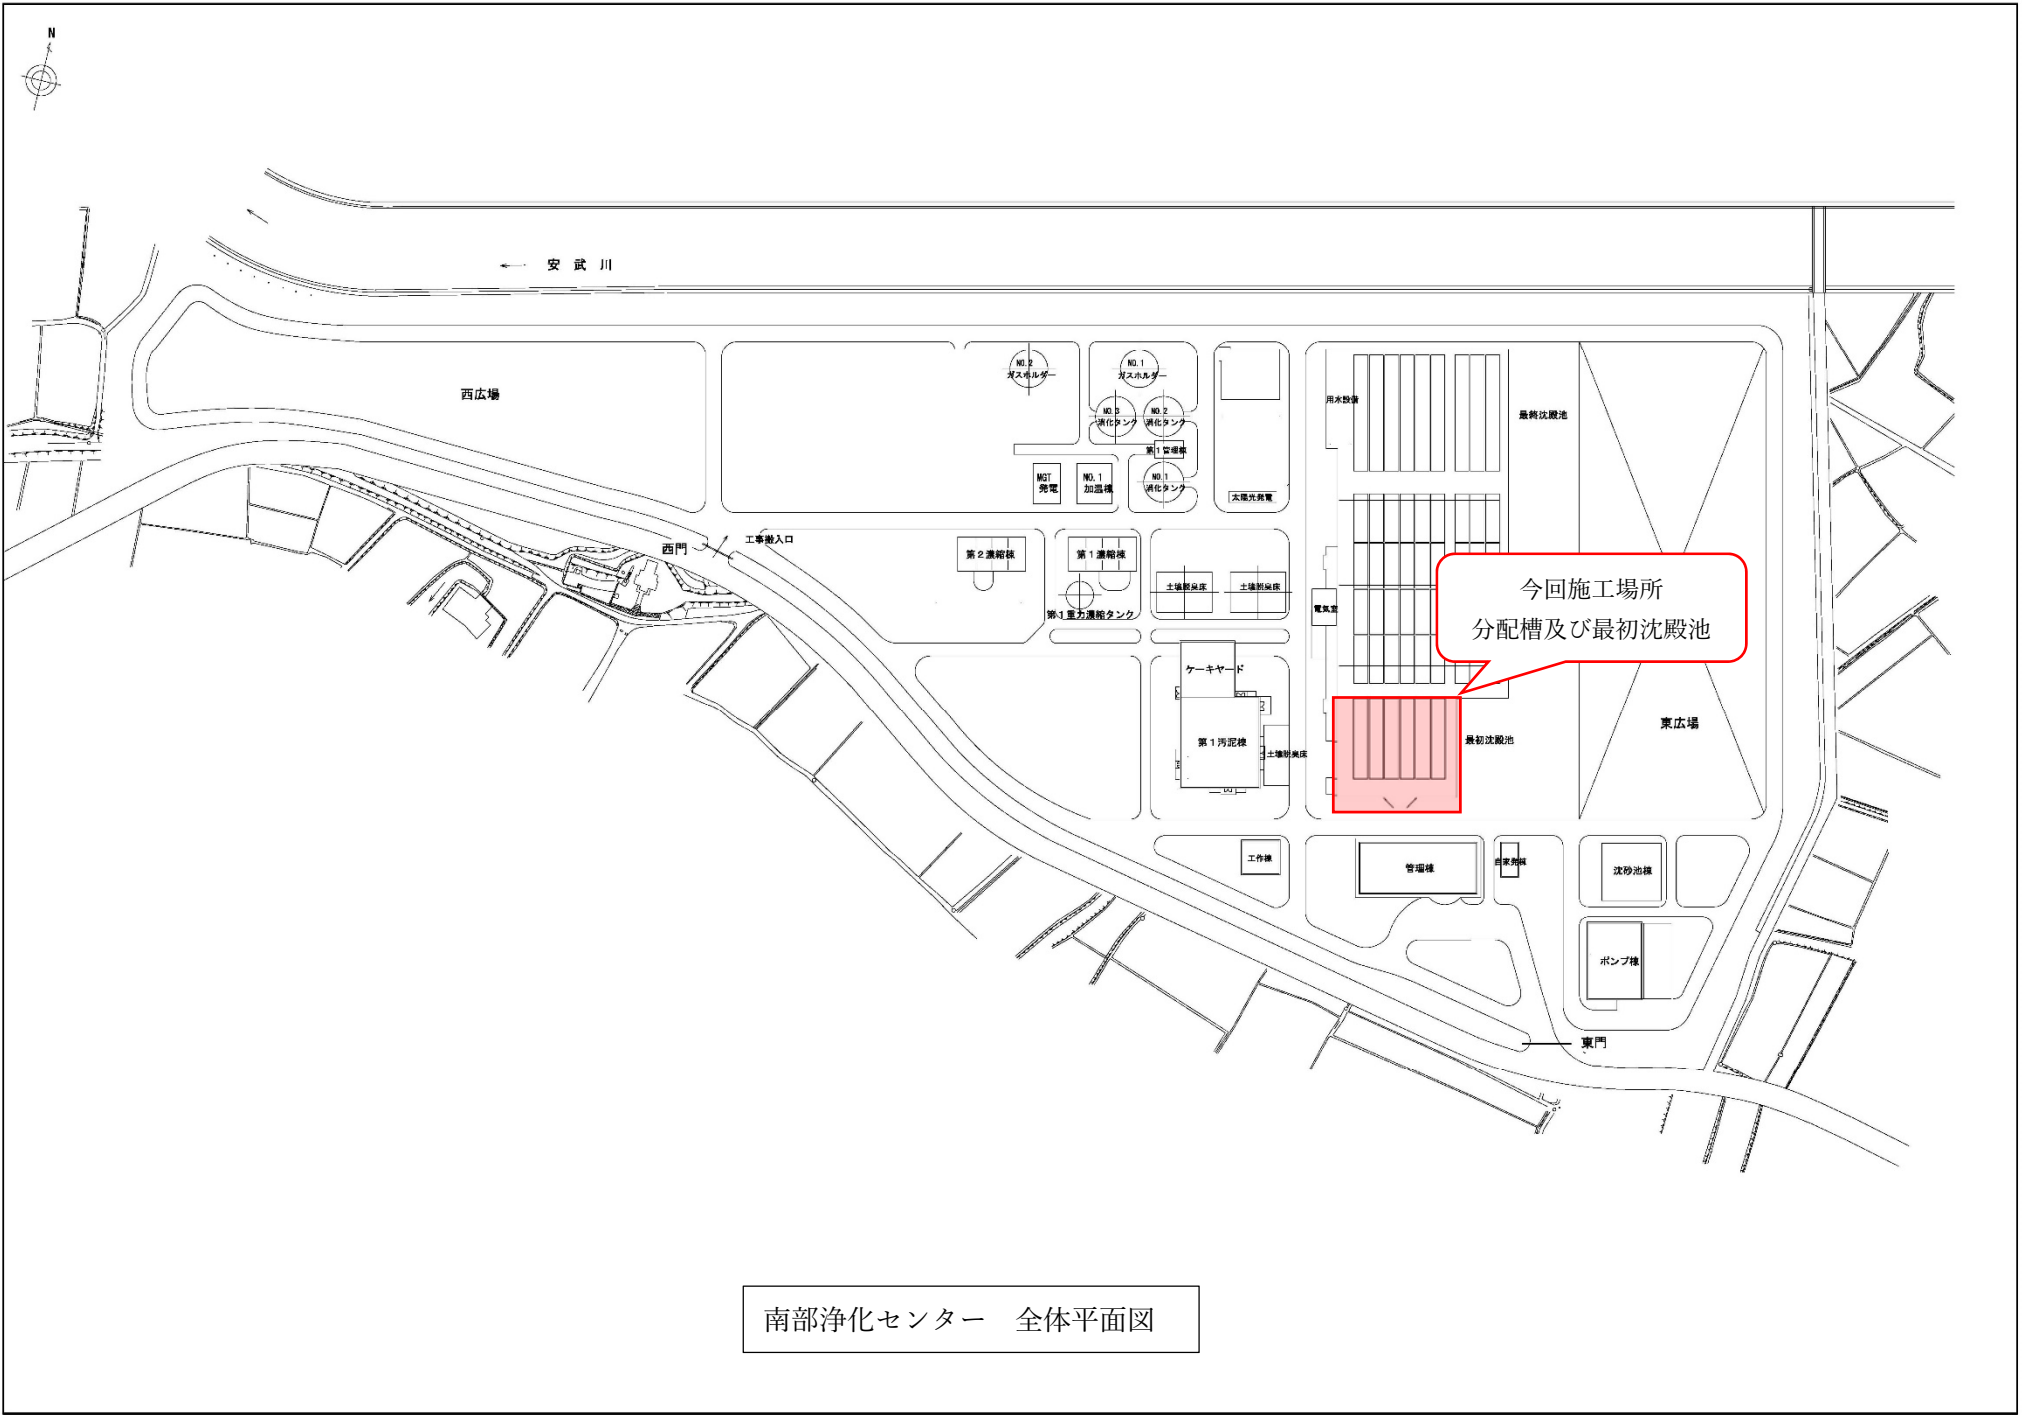 N
安武川
西広場
NO.2
ガスホルダー
NO.1
ガスホルダー
NO.3
消化タンク
NO.2
消化タンク
第1管理棟
NO.1
消化タンク
MGT
発電
NO.1
加温棟
太陽光発電
用水設備
最終沈殿池
西門
工事搬入口
第2濃縮棟
第1濃縮棟
第1重力濃縮タンク
土壌脱臭床
土壌脱臭床
電気室
今回施工場所
分配槽及び最初沈殿池
ケーキヤード
第1汚泥棟
土壌脱臭床
最初沈殿池
東広場
工作棟
管理棟
自家発棟
沈砂池棟
ポンプ棟
東門
南部浄化センター　全体平面図